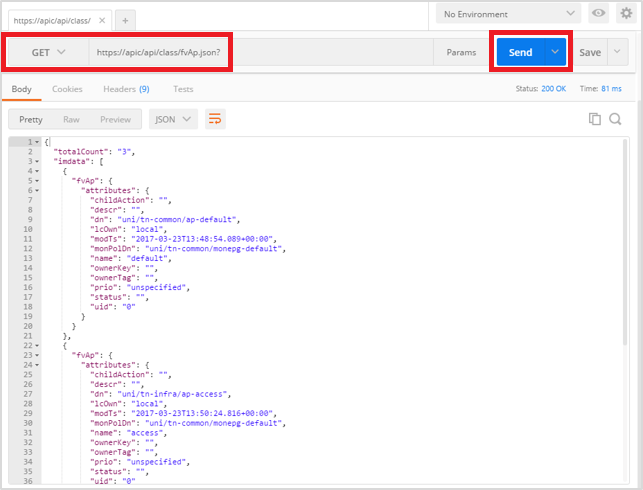 https://apic/api/class/ × +
No Environment
GET https://apic/api/class/fvAp.json? Params Send Save
Body Cookies Headers (9) Tests Status: 200 OK Time: 81 ms
Pretty Raw Preview JSON
1 {
2 "totalCount": "3",
3 "imdata": [
4 {
5 "fvAp": {
6 "attributes": {
7 "childAction": "",
8 "descr": "",
9 "dn": "uni/tn-common/ap-default",
10 "lcOwn": "local",
11 "modTs": "2017-03-23T13:48:54.089+00:00",
12 "monPolDn": "uni/tn-common/monepg-default",
13 "name": "default",
14 "ownerKey": "",
15 "ownerTag": "",
16 "prio": "unspecified",
17 "status": "",
18 "uid": "0"
19 }
20 }
21 },
22 {
23 "fvAp": {
24 "attributes": {
25 "childAction": "",
26 "descr": "",
27 "dn": "uni/tn-infra/ap-access",
28 "lcOwn": "local",
29 "modTs": "2017-03-23T13:50:24.816+00:00",
30 "monPolDn": "uni/tn-common/monepg-default",
31 "name": "access",
32 "ownerKey": "",
33 "ownerTag": "",
34 "prio": "unspecified",
35 "status": "",
36 "uid": "0"